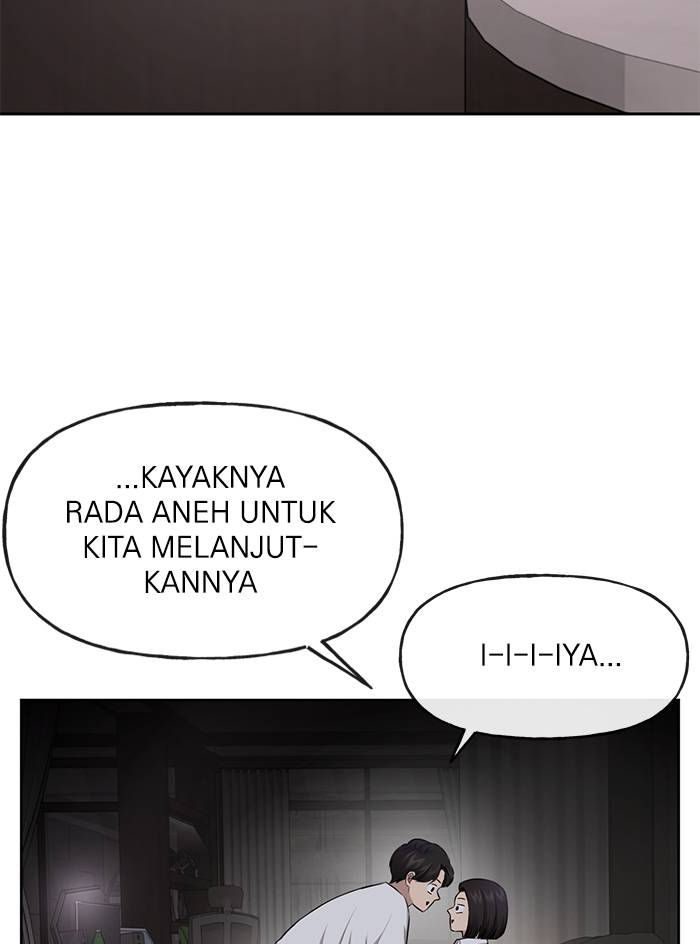 ...KAYAKNYA
RADA ANEH UNTUK
KITA MELANJUT-
KANNYA
I-I-I-IYA...